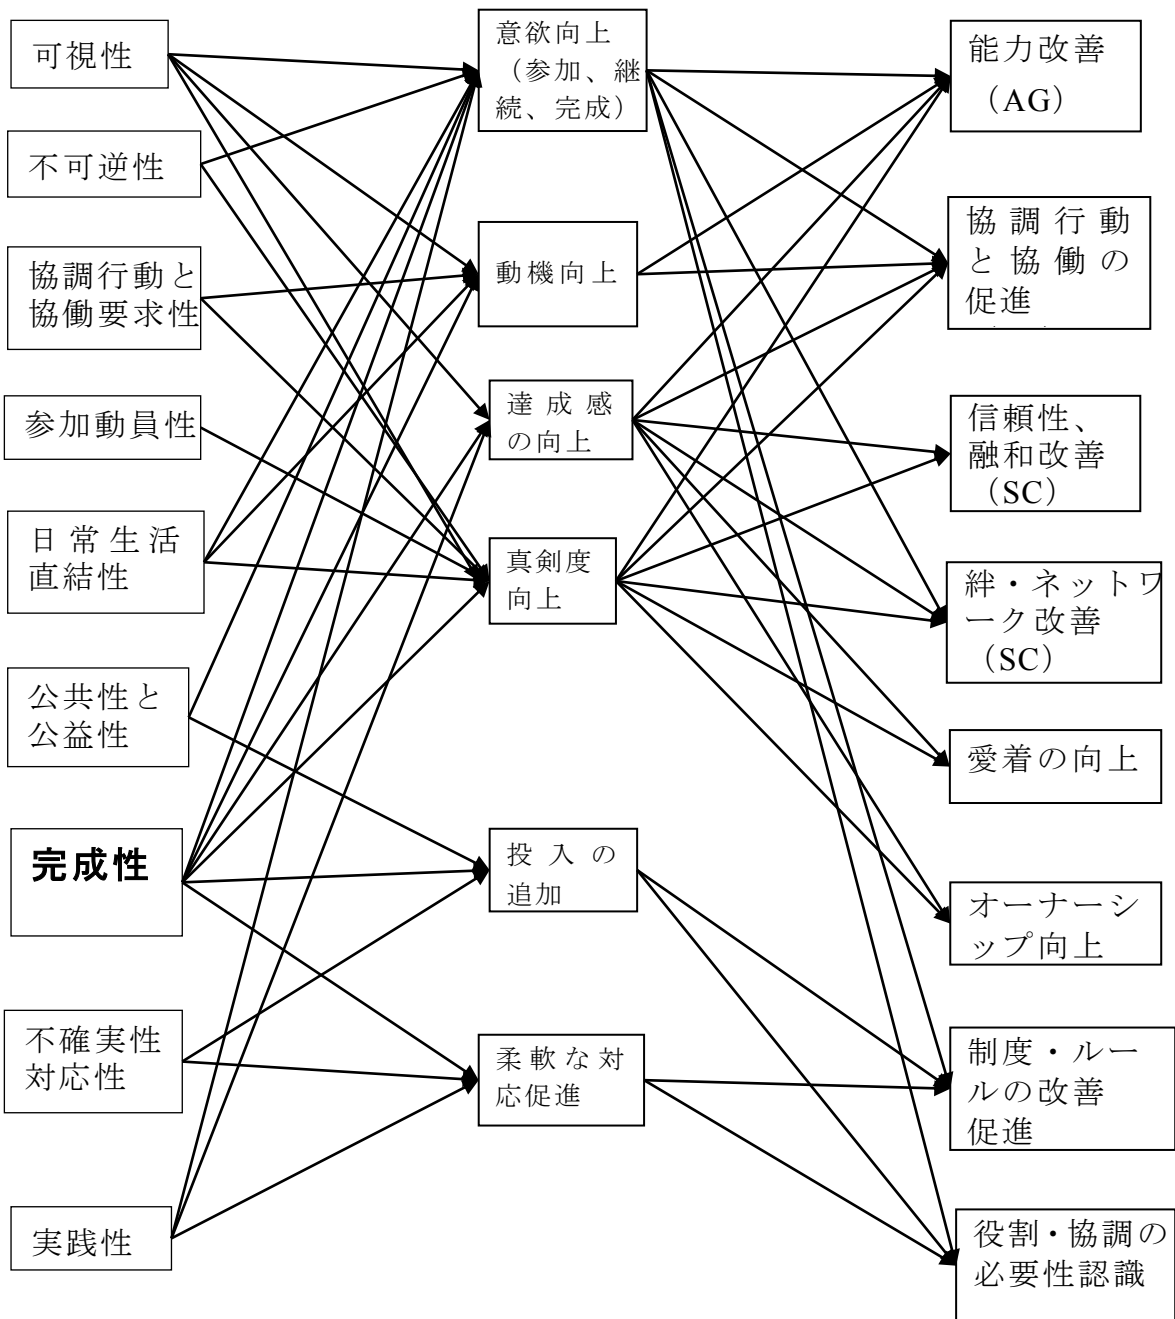 可視性
不可逆性
協調行動と
協働要求性
参加動員性
日常生活
直結性
公共性と
公益性
完成性
不確実性
対応性
実践性
意欲向上
（参加、継
続、完成）
動機向上
達成感
の向上
真剣度
向上
投入の
追加
柔軟な対
応促進
能力改善
（AG）
協調行動
と協働の
促進
信頼性、
融和改善
（SC）
絆・ネットワ
ーク改善
（SC）
愛着の向上
オーナーシ
ップ向上
制度・ルー
ルの改善
促進
役割・協調の
必要性認識